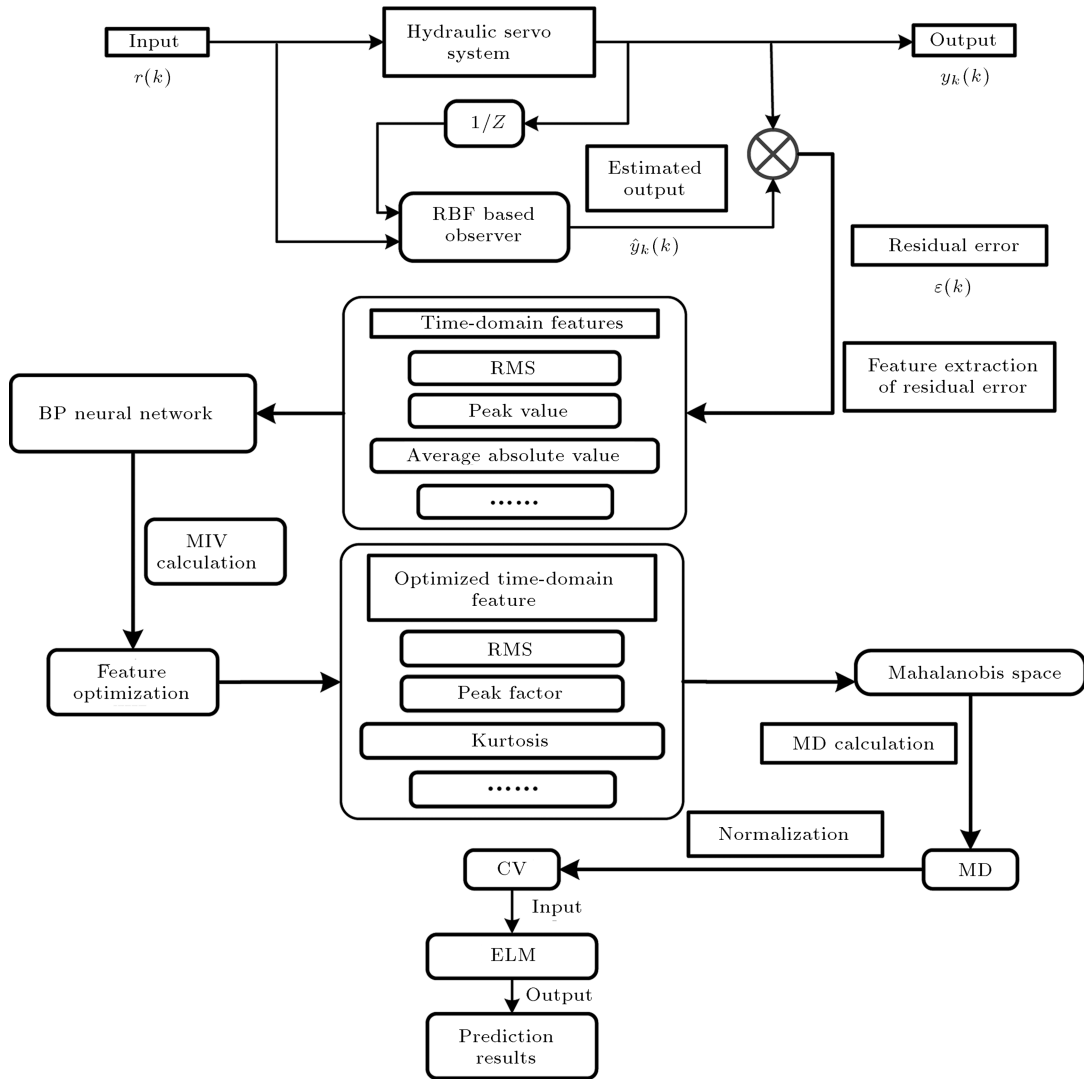 Input
r(k)
Hydraulic servo
system
Output
y_k(k)
1/Z
Estimated
output
RBF based
observer
ŷ_k(k)
Residual error
ε(k)
Time-domain features
RMS
Peak value
Average absolute value
......
Feature extraction
of residual error
BP neural network
MIV
calculation
Feature
optimization
Optimized time-domain
feature
RMS
Peak factor
Kurtosis
......
Mahalanobis space
MD calculation
Normalization
MD
CV
Input
ELM
Output
Prediction
results